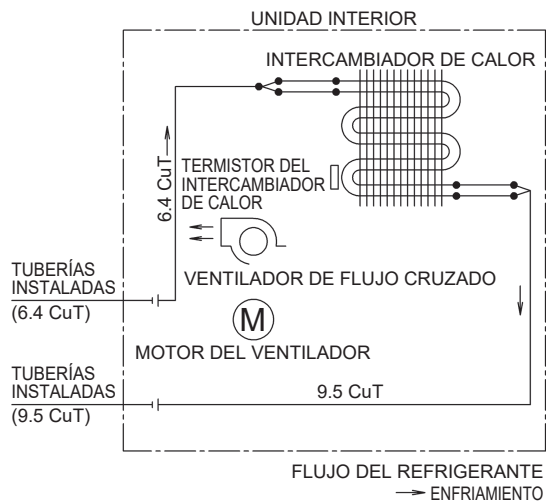 UNIDAD INTERIOR
INTERCAMBIADOR DE CALOR
6.4 CuT
TERMISTOR DEL
INTERCAMBIADOR
DE CALOR
VENTILADOR DE FLUJO CRUZADO
TUBERÍAS
INSTALADAS
(6.4 CuT)
M
MOTOR DEL VENTILADOR
TUBERÍAS
INSTALADAS
(9.5 CuT)
9.5 CuT
FLUJO DEL REFRIGERANTE
ENFRIAMIENTO